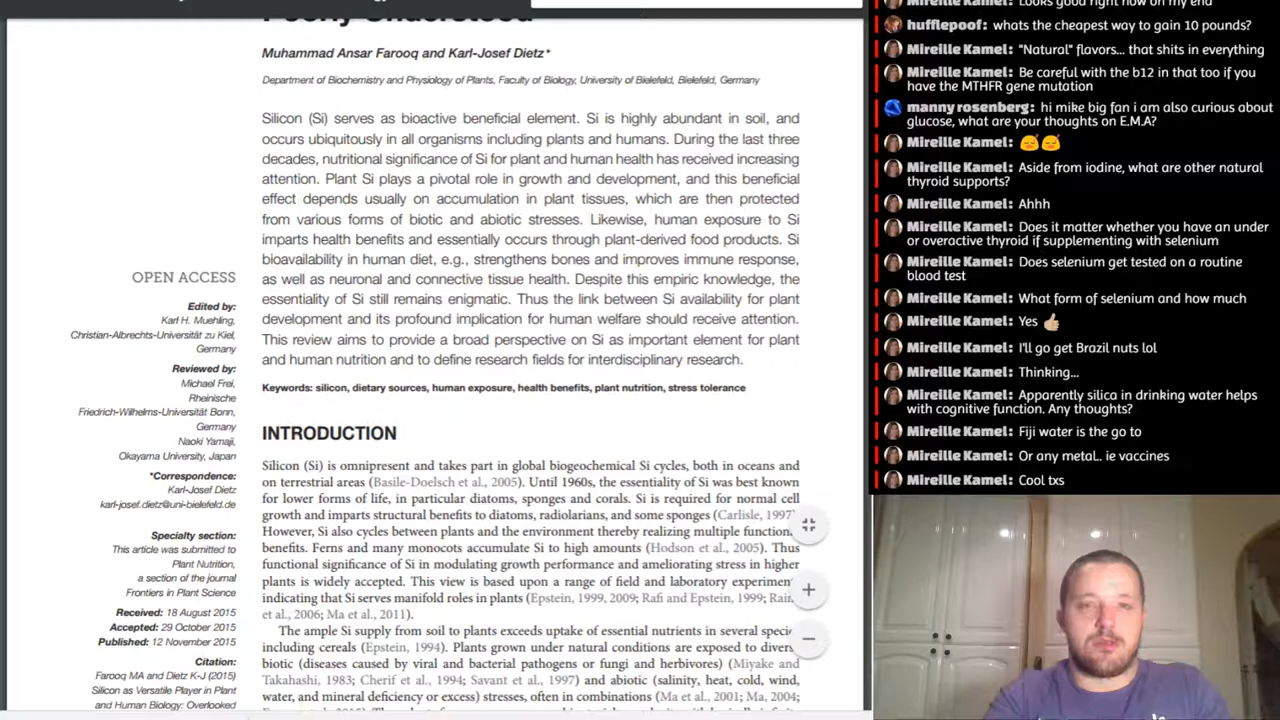 Poorly Understood
Muhammad Ansar Farooq and Karl-Josef Dietz*
Department of Biochemistry and Physiology of Plants, Faculty of Biology, University of Bielefeld, Bielefeld, Germany
Silicon (Si) serves as bioactive beneficial element. Si is highly abundant in soil, and
occurs ubiquitously in all organisms including plants and humans. During the last three
decades, nutritional significance of Si for plant and human health has received increasing
attention. Plant Si plays a pivotal role in growth and development, and this beneficial
effect depends usually on accumulation in plant tissues, which are then protected
from various forms of biotic and abiotic stresses. Likewise, human exposure to Si
imparts health benefits and essentially occurs through plant-derived food products. Si
bioavailability in human diet, e.g., strengthens bones and improves immune response,
as well as neuronal and connective tissue health. Despite this empiric knowledge, the
essentiality of Si still remains enigmatic. Thus the link between Si availability for plant
development and its profound implication for human welfare should receive attention.
This review aims to provide a broad perspective on Si as important element for plant
and human nutrition and to define research fields for interdisciplinary research.
Keywords: silicon, dietary sources, human exposure, health benefits, plant nutrition, stress tolerance
INTRODUCTION
Silicon (Si) is omnipresent and takes part in global biogeochemical Si cycles, both in oceans and
on terrestrial areas (Basile-Doelsch et al., 2005). Until 1960s, the essentiality of Si was best known
for lower forms of life, in particular diatoms, sponges and corals. Si is required for normal cell
growth and imparts structural benefits to diatoms, radiolarians, and some sponges (Carlisle, 1997)
However, Si also cycles between plants and the environment thereby realizing multiple function
benefits. Ferns and many monocots accumulate Si to high amounts (Hodson et al., 2005). Thus
functional significance of Si in modulating growth performance and ameliorating stress in higher
plants is widely accepted. This view is based upon a range of field and laboratory experimen
indicating that Si serves manifold roles in plants (Epstein, 1999, 2009; Rafi and Epstein, 1999; Rain
et al., 2006; Ma et al., 2011).
The ample Si supply from soil to plants exceeds uptake of essential nutrients in several speci
including cereals (Epstein, 1994). Plants grown under natural conditions are exposed to divers
biotic (diseases caused by viral and bacterial pathogens or fungi and herbivores) (Miyake and
Takahashi, 1983; Cherif et al., 1994; Savant et al., 1997) and abiotic (salinity, heat, cold, wind,
water, and mineral deficiency or excess) stresses, often in combinations (Ma et al., 2001; Ma, 2004;
OPEN ACCESS
Edited by:
Karl H. Muehling,
Christian-Albrechts-Universität zu Kiel,
Germany
Reviewed by:
Michael Frei,
Rheinische
Friedrich-Wilhelms-Universität Bonn,
Germany
Naoki Yamaji,
Okayama University, Japan
*Correspondence:
Karl-Josef Dietz
karl-josef.dietz@uni-bielefeld.de
Specialty section:
This article was submitted to
Plant Nutrition,
a section of the journal
Frontiers in Plant Science
Received: 18 August 2015
Accepted: 29 October 2015
Published: 12 November 2015
Citation:
Farooq MA and Dietz K-J (2015)
Silicon as Versatile Player in Plant
and Human Biology: Overlooked
Mireille Kamel: Looks good right now on my end
hufflepoof: whats the cheapest way to gain 10 pounds?
Mireille Kamel: "Natural" flavors... that shits in everything
Mireille Kamel: Be careful with the b12 in that too if you
have the MTHFR gene mutation
manny rosenberg: hi mike big fan i am also curious about
glucose, what are your thoughts on E.M.A?
Mireille Kamel: 😴😴
Mireille Kamel: Aside from iodine, what are other natural
thyroid supports?
Mireille Kamel: Ahhh
Mireille Kamel: Does it matter whether you have an under
or overactive thyroid if supplementing with selenium
Mireille Kamel: Does selenium get tested on a routine
blood test
Mireille Kamel: What form of selenium and how much
Mireille Kamel: Yes 👍🏼
Mireille Kamel: I'll go get Brazil nuts lol
Mireille Kamel: Thinking...
Mireille Kamel: Apparently silica in drinking water helps
with cognitive function. Any thoughts?
Mireille Kamel: Fiji water is the go to
Mireille Kamel: Or any metal.. ie vaccines
Mireille Kamel: Cool txs